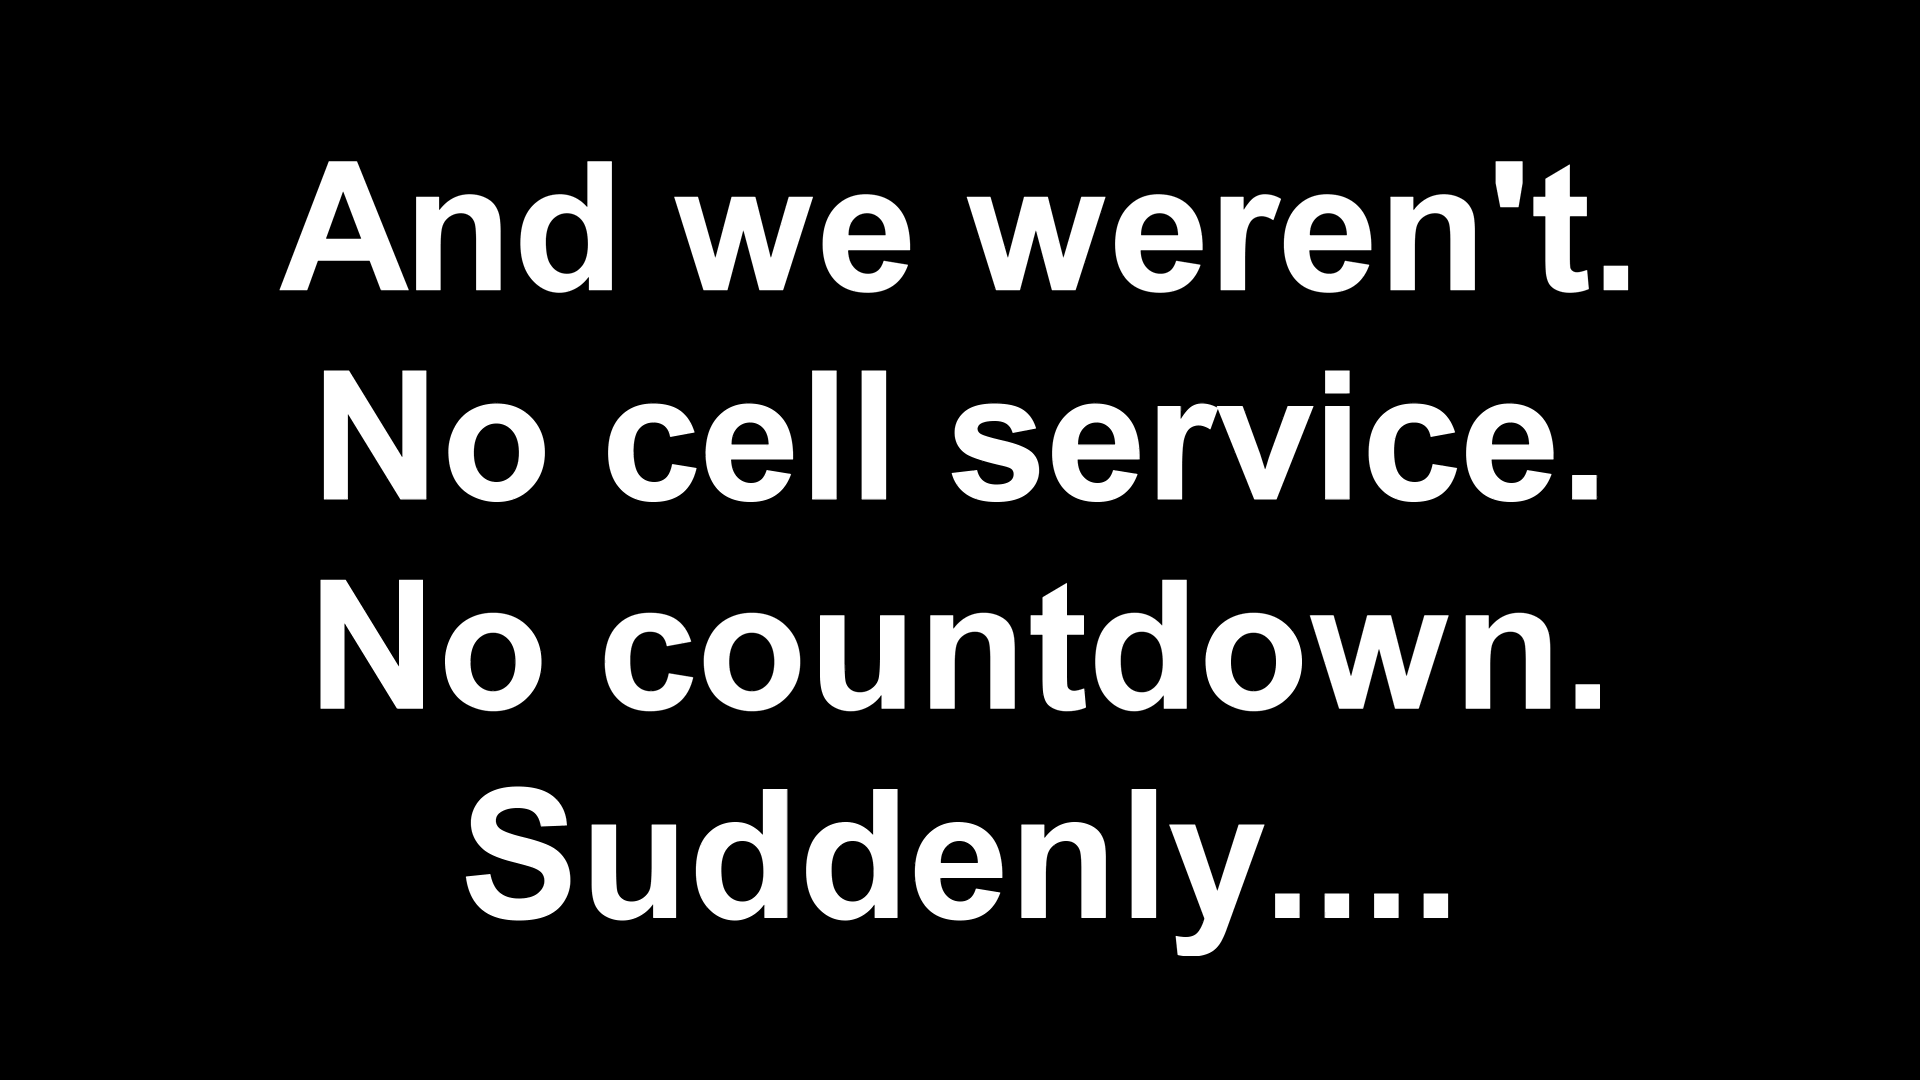 And we weren't.
No cell service.
No countdown.
Suddenly....